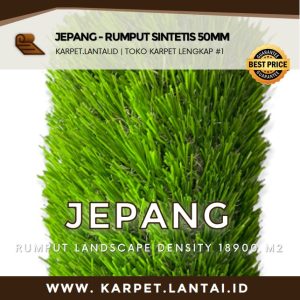 JEPANG - RUMPUT SINTETIS 50MM
KARPET.LANTAI.ID | TOKO KARPET LENGKAP #1
GUARANTEE
BEST PRICE
GUARANTEE
JEPANG
RUMPUT LANDSCAPE DENSITY 18900 M2
WWW. KARPET.LANTAI.ID